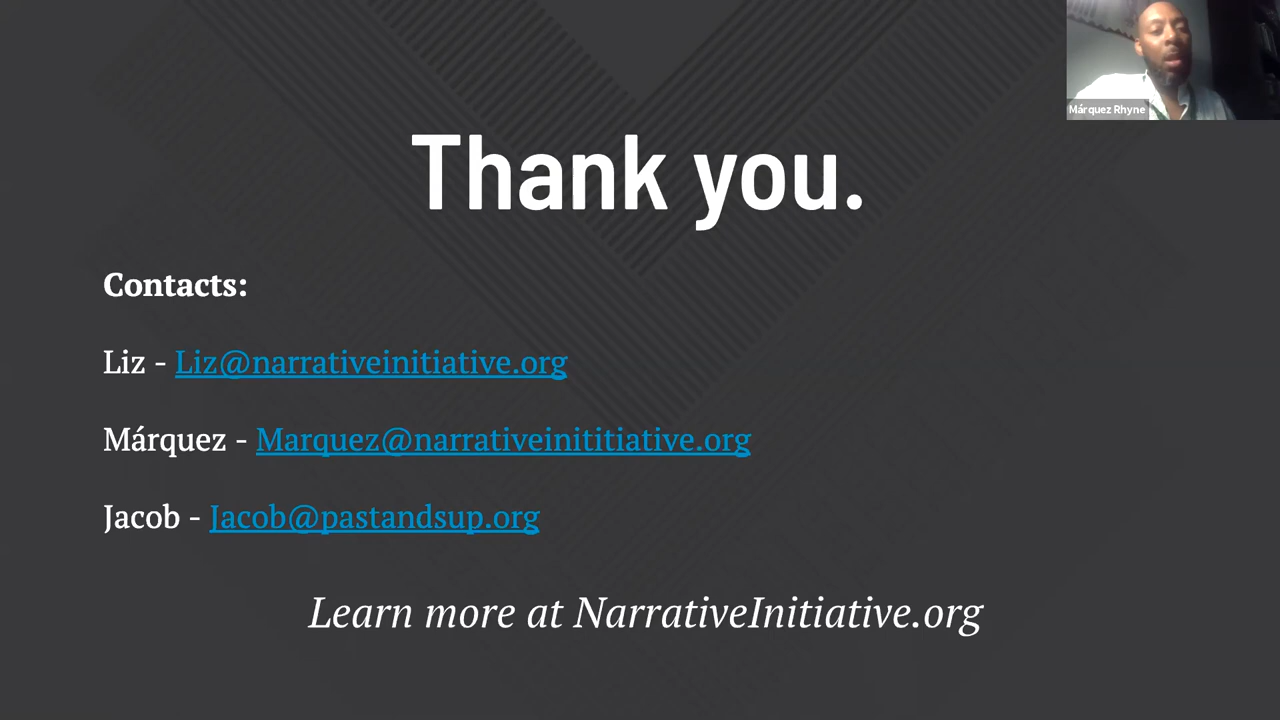 Márquez Rhyne
Thank you.
Contacts:
Liz - Liz@narrativeinitiative.org
Márquez - Marquez@narrativeinititiative.org
Jacob - Jacob@pastandsup.org
Learn more at NarrativeInitiative.org